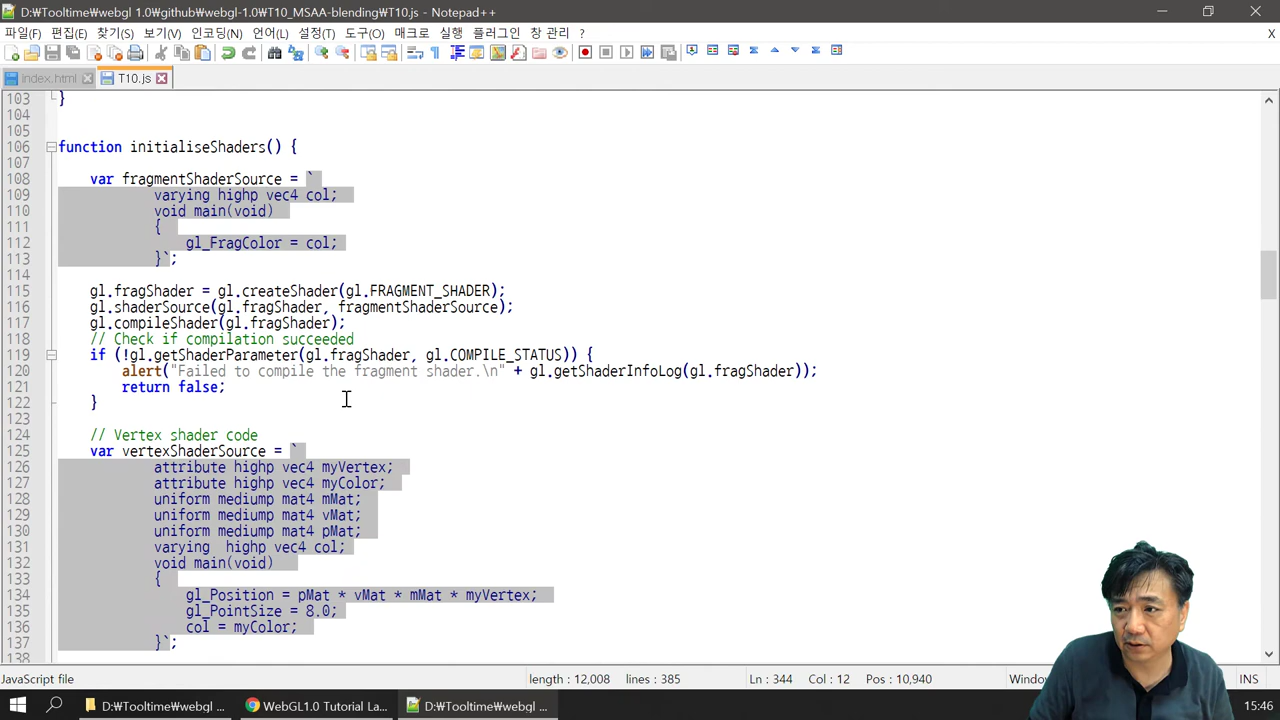 D:₩Tooltime₩webgl 1.0₩github₩webgl-1.0₩T10_MSAA-blending₩T10.js - Notepad++
파일(F) 편집(E) 찾기(S) 보기(V) 인코딩(N) 언어(L) 설정(T) 도구(O) 매크로 실행 플러그인 창 관리 ? X
index.html T10.js
103 }
104
105
106 function initialiseShaders() {
107
108 var fragmentShaderSource = `
109 varying highp vec4 col;
110 void main(void)
111 {
112 gl_FragColor = col;
113 }`;
114
115 gl.fragShader = gl.createShader(gl.FRAGMENT_SHADER);
116 gl.shaderSource(gl.fragShader, fragmentShaderSource);
117 gl.compileShader(gl.fragShader);
118 // Check if compilation succeeded
119 if (!gl.getShaderParameter(gl.fragShader, gl.COMPILE_STATUS)) {
120 alert("Failed to compile the fragment shader.\n" + gl.getShaderInfoLog(gl.fragShader));
121 return false;
122 }
123
124 // Vertex shader code
125 var vertexShaderSource = `
126 attribute highp vec4 myVertex;
127 attribute highp vec4 myColor;
128 uniform mediump mat4 mMat;
129 uniform mediump mat4 vMat;
130 uniform mediump mat4 pMat;
131 varying  highp vec4 col;
132 void main(void)
133 {
134 gl_Position = pMat * vMat * mMat * myVertex;
135 gl_PointSize = 8.0;
136 col = myColor;
137 }`;
138
JavaScript file length : 12,008 lines : 385 Ln : 344 Col : 12 Pos : 10,940 INS
D:₩Tooltime₩webgl ... WebGL1.0 Tutorial La... D:₩Tooltime₩webgl ... 15:46